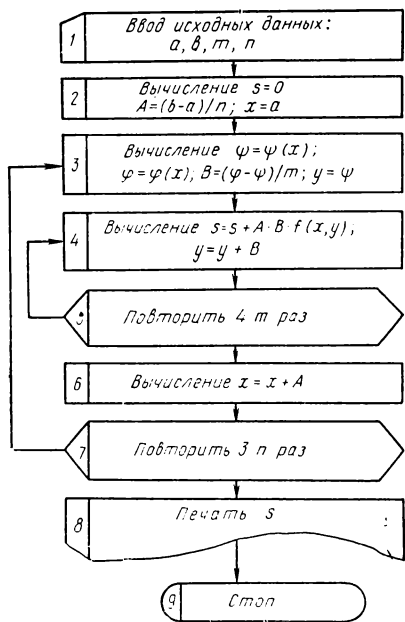 1 Ввод исходных данных:
a, в, m, n
2 Вычисление s=0
A=(b-a)/n; x=a
3 Вычисление ψ=ψ(x);
φ=φ(x); B=(φ-ψ)/m; y=ψ
4 Вычисление s=s+A·B·f(x,y);
y=y+B
Повторить 4 m раз
6 Вычисление x=x+A
7 Повторить 3 n раз
8 Печать s
9 Стоп